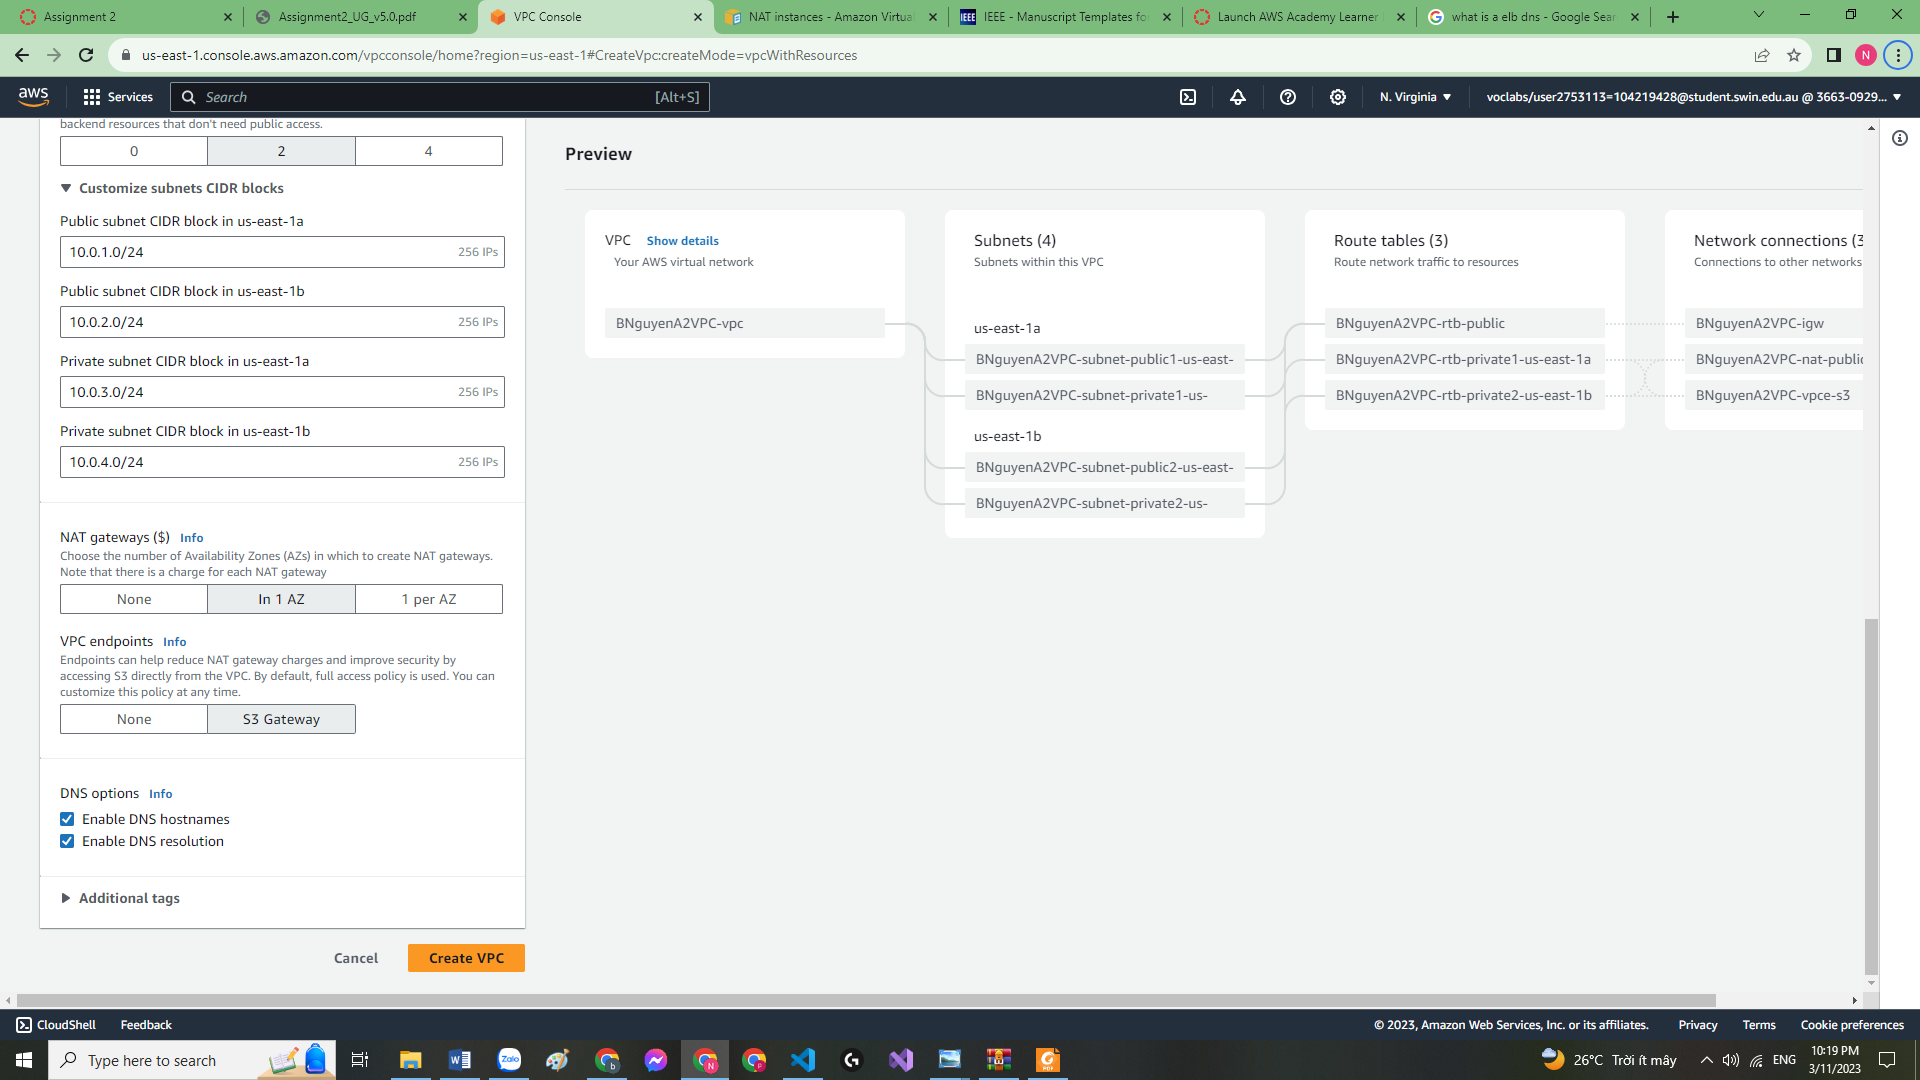 Assignment 2
Assignment2_UG_v5.0.pdf
VPC Console
NAT instances - Amazon Virtual
IEEE - Manuscript Templates for
Launch AWS Academy Learner
what is a elb dns - Google Sear
us-east-1.console.aws.amazon.com/vpcconsole/home?region=us-east-1#CreateVpc:createMode=vpcWithResources
N
aws
Services
Search
[Alt+S]
N. Virginia
voclabs/user2753113=104219428@student.swin.edu.au @ 3663-0929...
backend resources that don't need public access.
0
2
4
Customize subnets CIDR blocks
Public subnet CIDR block in us-east-1a
10.0.1.0/24
256 IPs
Public subnet CIDR block in us-east-1b
10.0.2.0/24
256 IPs
Private subnet CIDR block in us-east-1a
10.0.3.0/24
256 IPs
Private subnet CIDR block in us-east-1b
10.0.4.0/24
256 IPs
NAT gateways ($) Info
Choose the number of Availability Zones (AZs) in which to create NAT gateways.
Note that there is a charge for each NAT gateway
None
In 1 AZ
1 per AZ
VPC endpoints Info
Endpoints can help reduce NAT gateway charges and improve security by
accessing S3 directly from the VPC. By default, full access policy is used. You can
customize this policy at any time.
None
S3 Gateway
DNS options Info
Enable DNS hostnames
Enable DNS resolution
Additional tags
Cancel
Create VPC
Preview
VPC Show details
Your AWS virtual network
BNguyenA2VPC-vpc
Subnets (4)
Subnets within this VPC
us-east-1a
BNguyenA2VPC-subnet-public1-us-east-
BNguyenA2VPC-subnet-private1-us-
us-east-1b
BNguyenA2VPC-subnet-public2-us-east-
BNguyenA2VPC-subnet-private2-us-
Route tables (3)
Route network traffic to resources
BNguyenA2VPC-rtb-public
BNguyenA2VPC-rtb-private1-us-east-1a
BNguyenA2VPC-rtb-private2-us-east-1b
Network connections (3
Connections to other networks
BNguyenA2VPC-igw
BNguyenA2VPC-nat-public
BNguyenA2VPC-vpce-s3
CloudShell
Feedback
© 2023, Amazon Web Services, Inc. or its affiliates.
Privacy
Terms
Cookie preferences
Type here to search
Zalo
26°C Trời ít mây
ENG
10:19 PM
3/11/2023